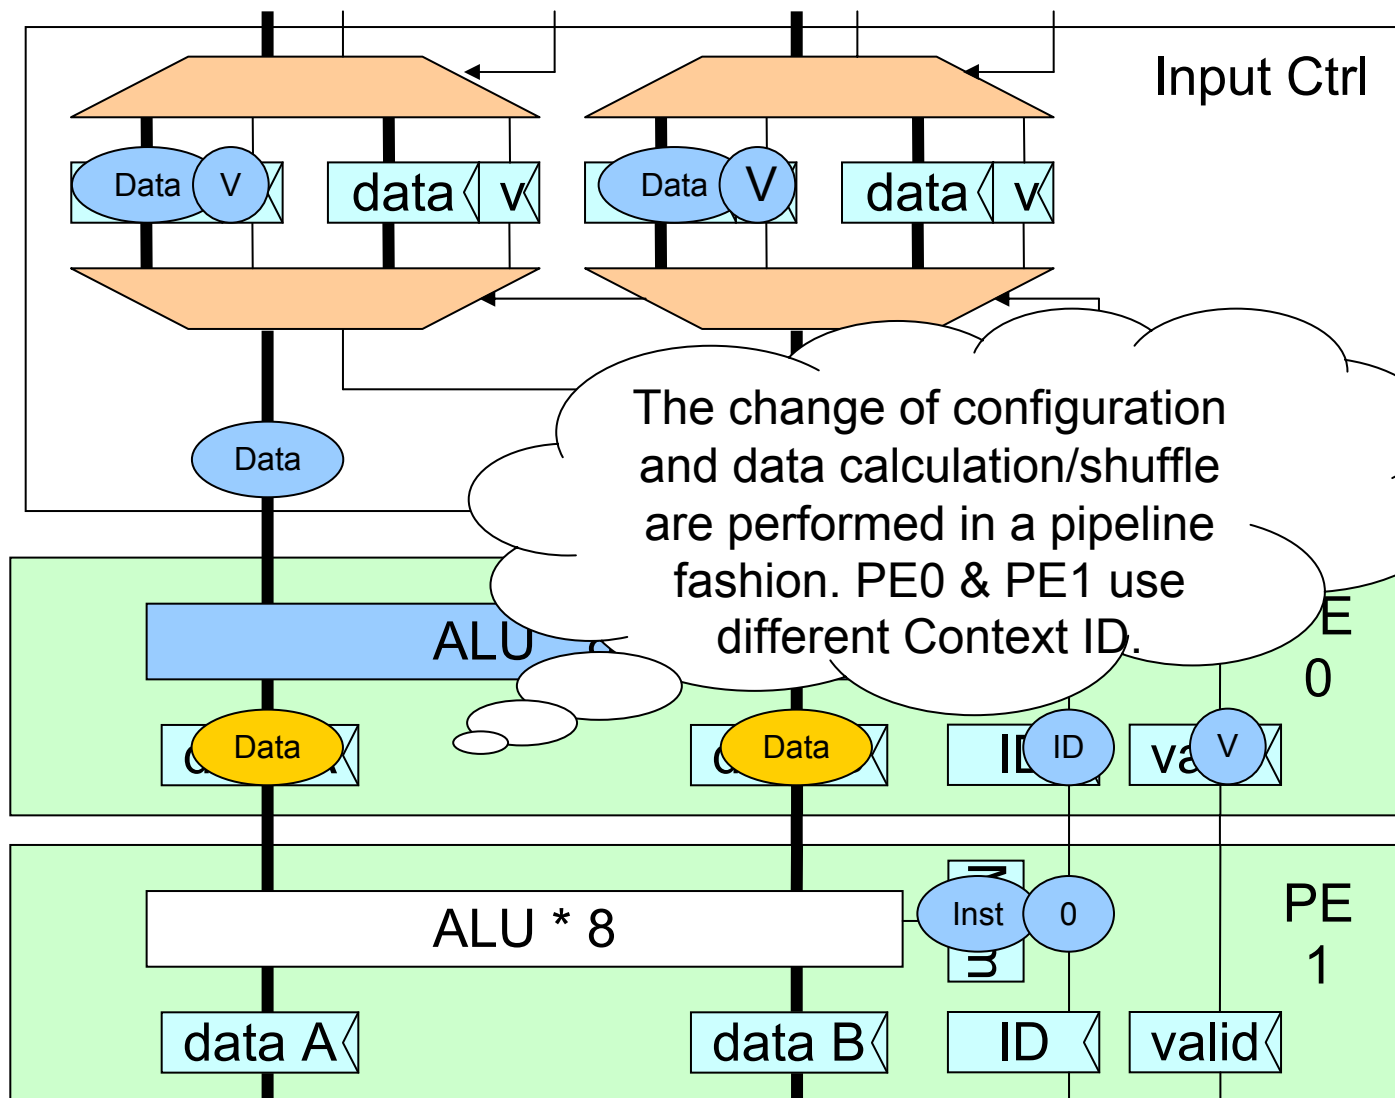 Input Ctrl
Data V data v Data V data v
The change of configuration
and data calculation/shuffle
are performed in a pipeline
fashion. PE0 & PE1 use
different Context ID.
Data
ALU
E
0
Data Data ID ID V
Inst 0
ALU * 8
PE
1
data A data B ID valid